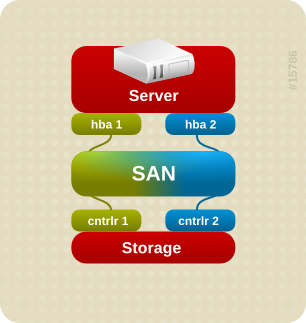 #15786
Server
hba 1 hba 2
SAN
cntrlr 1 cntrlr 2
Storage